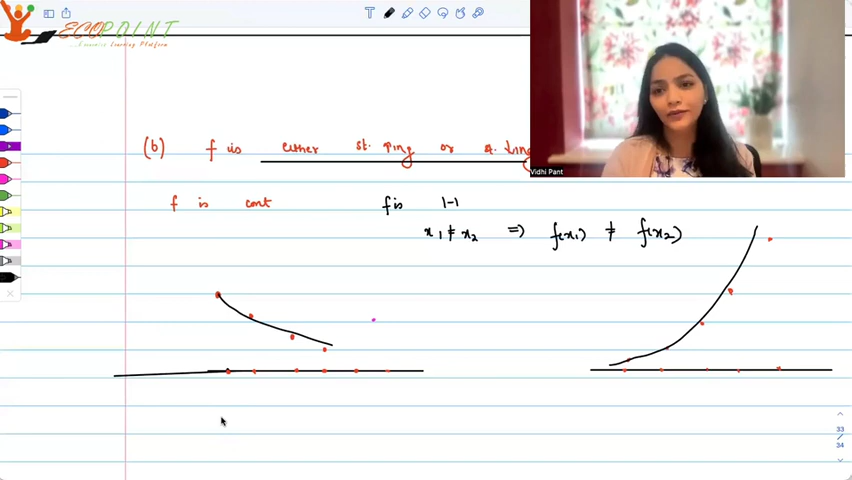 ECOPOINT
...Economics Learning Platform
(b) f is either st. ↑ing or st. ↓ing
Vidhi Pant
f is cont f is 1-1
x1 ≠ x2 ⇒ f(x1) ≠ f(x2)
33
34